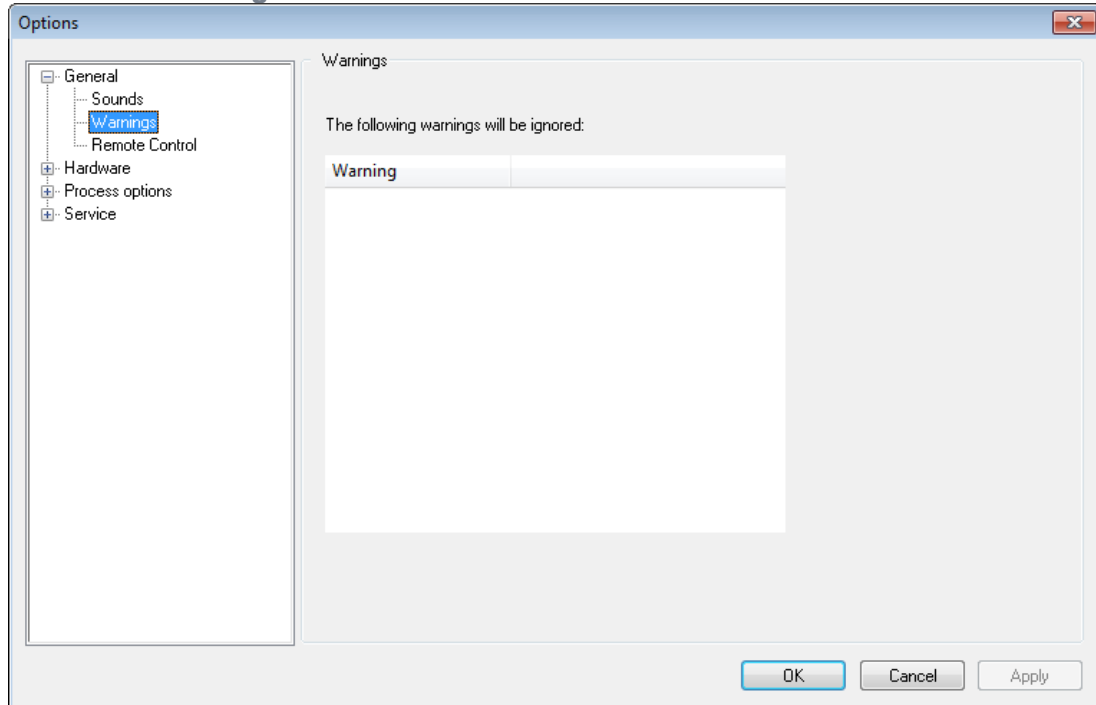 Options
General
Sounds
Warnings
Remote Control
Hardware
Process options
Service
Warnings
The following warnings will be ignored:
Warning
OK
Cancel
Apply